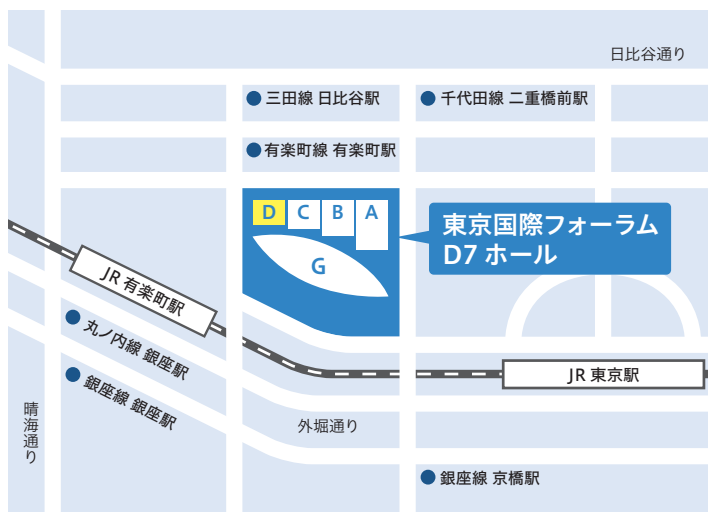 日比谷通り
三田線 日比谷駅
千代田線 二重橋前駅
有楽町線 有楽町駅
D
C
B
A
G
東京国際フォーラム
D7 ホール
JR 有楽町駅
丸ノ内線 銀座駅
銀座線 銀座駅
JR 東京駅
晴海通り
外堀通り
銀座線 京橋駅